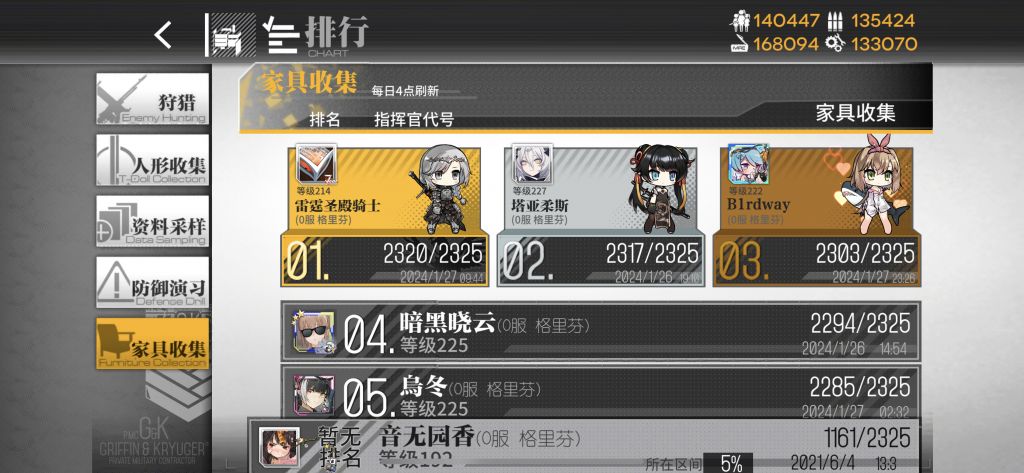 排行
CHART
140447
135424
168094
133070
狩猎
Enemy Hunting
人形收集
T-Doll Collection
资料采样
Data Sampling
防御演习
Defense Drill
家具收集
Furniture Collection
家具收集
每日4点刷新
排名
指挥官代号
家具收集
等级214
雷霆圣殿骑士
(0服 格里芬)
01.
2320/2325
2024/1/27 09:44
等级227
塔亚柔斯
(0服 格里芬)
02.
2317/2325
2024/1/26
等级222
B1rdway
(0服 格里芬)
03.
2303/2325
2024/1/27 23:26
04.
暗黑晓云(0服 格里芬)
等级225
2294/2325
2024/1/26 14:54
05.
鳥冬(0服 格里芬)
等级225
2285/2325
2024/1/27 02:32
暂无
排名
音无园香(0服 格里芬)
等级192
1161/2325
所在区间
5%
2021/6/4 13:3
PMC G&K
GRIFFIN & KRYUGER
PRIVATE MILITARY CONTRACTOR